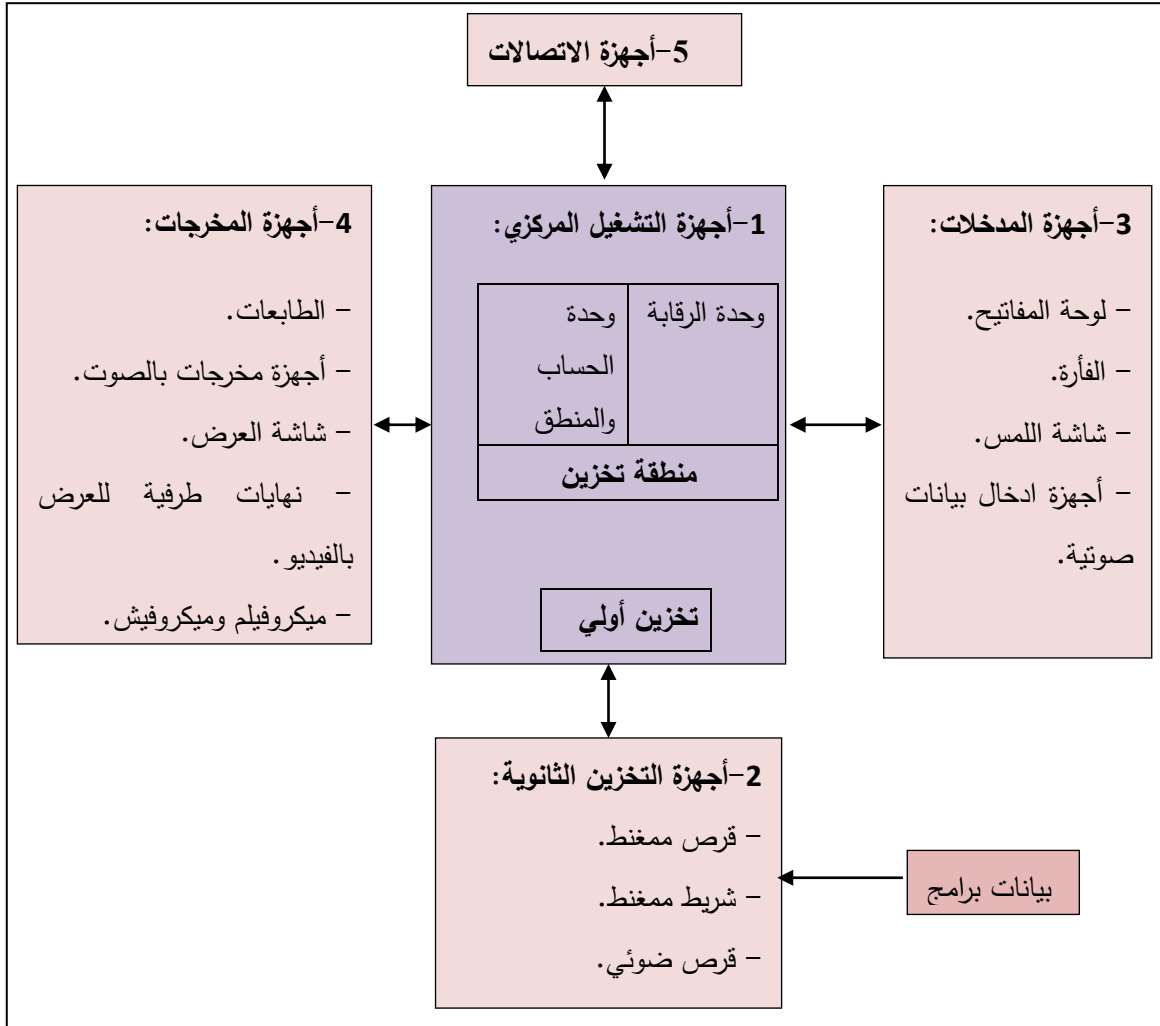 5-أجهزة الاتصالات
1-أجهزة التشغيل المركزي:
وحدة الرقابة
وحدة
الحساب
والمنطق
منطقة تخزين
تخزين أولي
3-أجهزة المدخلات:
- لوحة المفاتيح.
- الفأرة.
- شاشة اللمس.
- أجهزة ادخال بيانات
صوتية.
4-أجهزة المخرجات:
- الطابعات.
- أجهزة مخرجات بالصوت.
- شاشة العرض.
- نهايات طرفية للعرض
بالفيديو.
- ميكروفيلم وميكروفيش.
2-أجهزة التخزين الثانوية:
- قرص ممغنط.
- شريط ممغنط.
- قرص ضوئي.
بيانات برامج